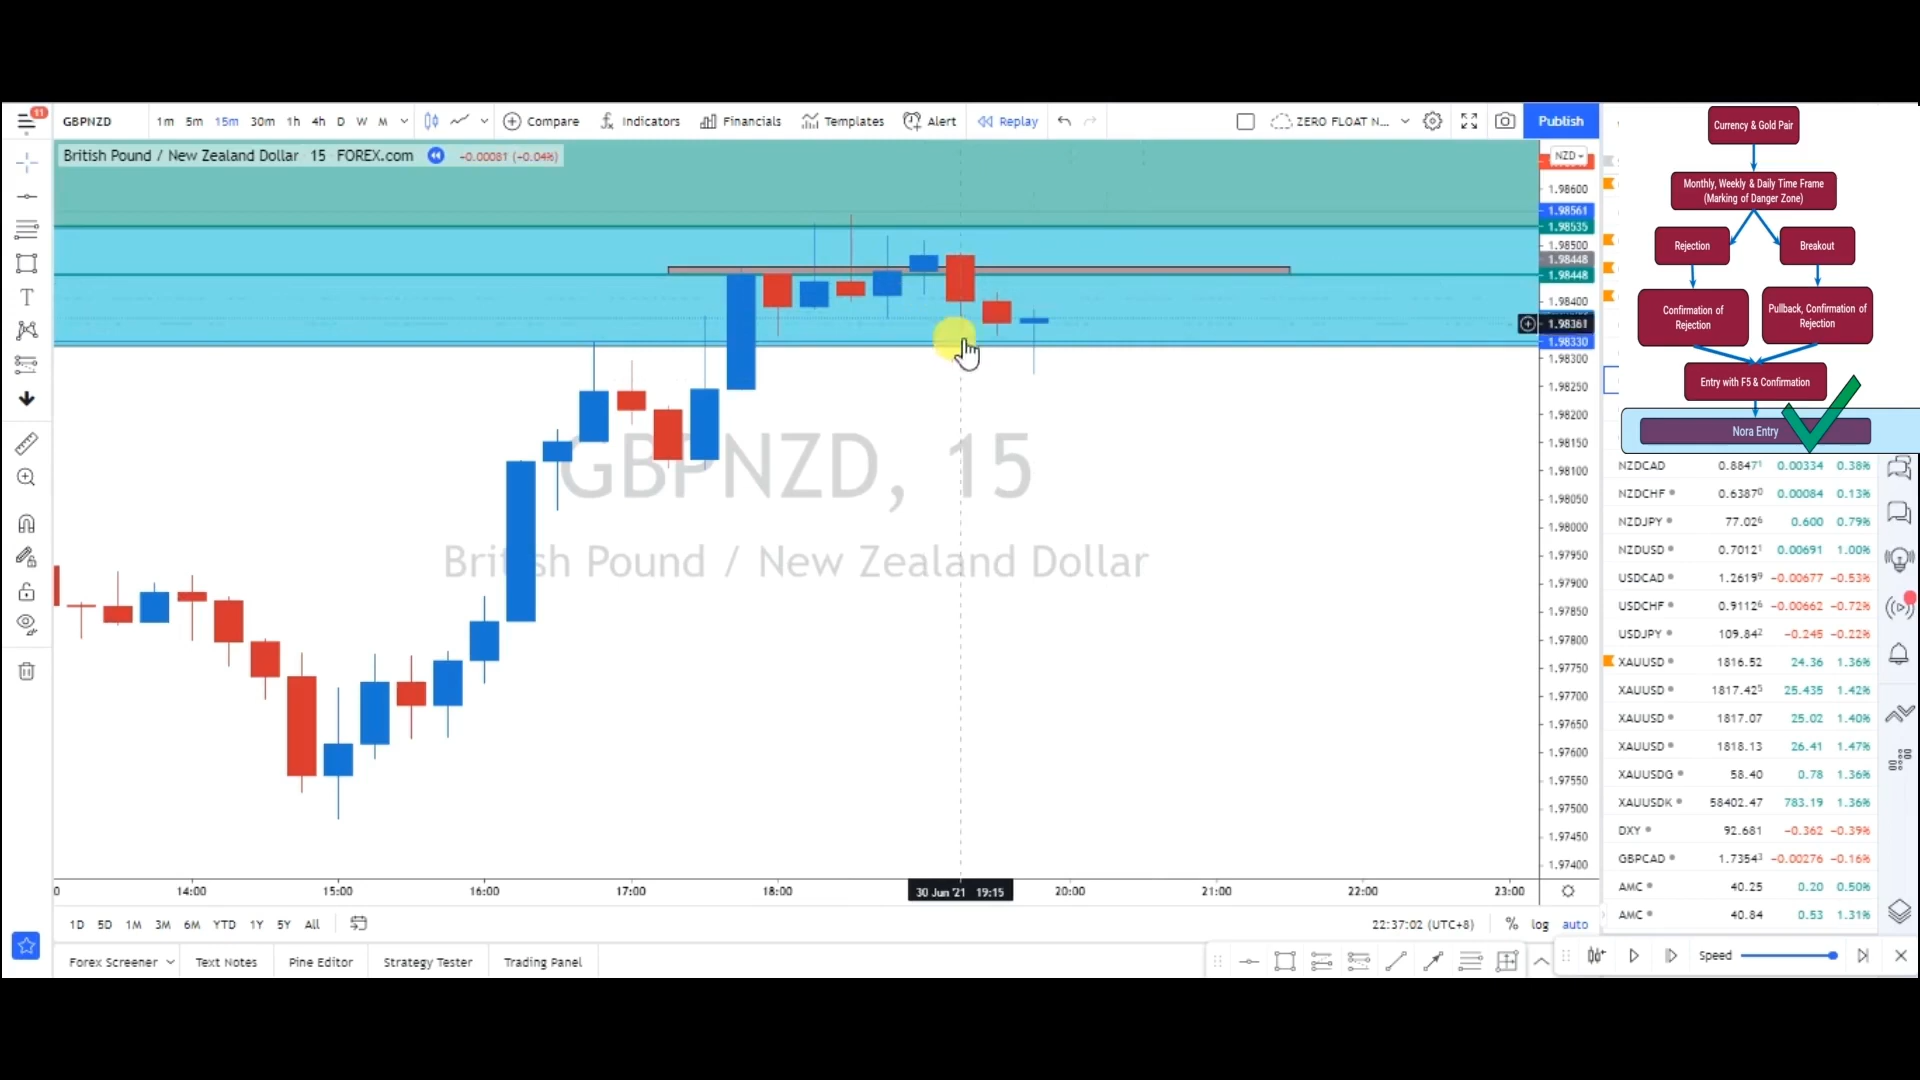 11
GBPNZD 1m 5m 15m 30m 1h 4h D W M Compare Indicators Financials Templates Alert Replay ZERO FLOAT N... Publish
British Pound / New Zealand Dollar 15 FOREX.com −0.00081 (−0.04%)
NZD
1.98600
1.98561
1.98535
1.98500
1.98448
1.98448
1.98400
1.98361
1.98330
1.98300
1.98250
1.98200
1.98150
1.98100
1.98050
1.98000
1.97950
1.97900
1.97850
1.97800
1.97750
1.97700
1.97650
1.97600
1.97550
1.97500
1.97450
1.97400
GBPNZD, 15
British Pound / New Zealand Dollar
14:00 15:00 16:00 17:00 18:00 30 Jun '21 19:15 20:00 21:00 22:00 23:00
1D 5D 1M 3M 6M YTD 1Y 5Y All 22:37:02 (UTC+8) % log auto
Forex Screener Text Notes Pine Editor Strategy Tester Trading Panel
Speed
Currency & Gold Pair
Monthly, Weekly & Daily Time Frame
(Marking of Danger Zone)
Rejection Breakout
Confirmation of
Rejection
Pullback, Confirmation of
Rejection
Entry with F5 & Confirmation
Nora Entry
NZDCAD 0.88471 0.00334 0.38%
NZDCHF 0.63870 0.00084 0.13%
NZDJPY 77.026 0.600 0.79%
NZDUSD 0.70121 0.00691 1.00%
USDCAD 1.26199 −0.00677 −0.53%
USDCHF 0.91126 −0.00662 −0.72%
USDJPY 109.842 −0.245 −0.22%
XAUUSD 1816.52 24.36 1.36%
XAUUSD 1817.425 25.435 1.42%
XAUUSD 1817.07 25.02 1.40%
XAUUSD 1818.13 26.41 1.47%
XAUUSDG 58.40 0.78 1.36%
XAUUSDK 58402.47 783.19 1.36%
DXY 92.681 −0.362 −0.39%
GBPCAD 1.73543 −0.00276 −0.16%
AMC 40.25 0.20 0.50%
AMC 40.84 0.53 1.31%